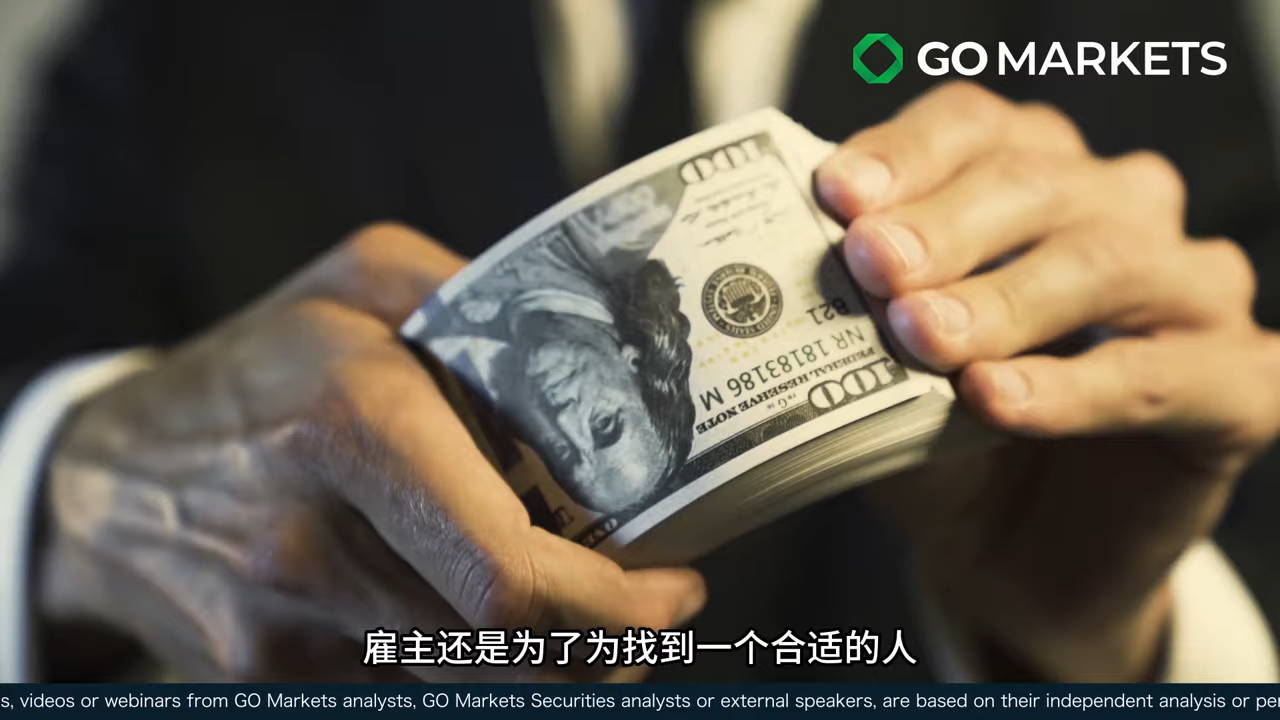 GO MARKETS
100
821
NR 18183186 M
FEDERAL RESERVE NOTE
100
雇主还是为了为找到一个合适的人
s, videos or webinars from GO Markets analysts, GO Markets Securities analysts or external speakers, are based on their independent analysis or pe